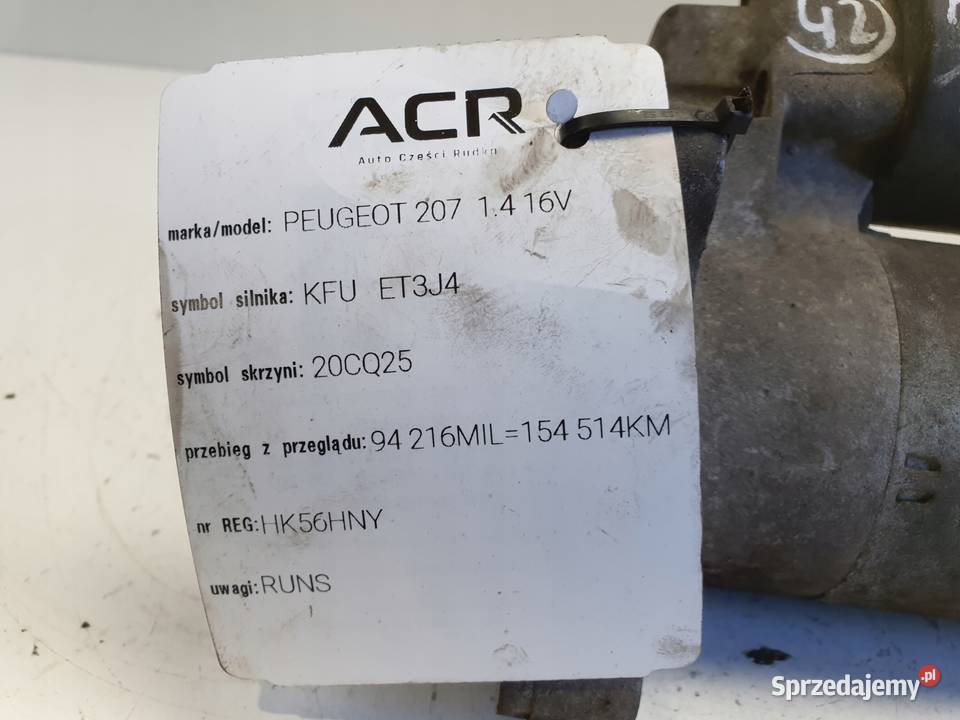 42
ACR
Auto Części Rudka
marka/model: PEUGEOT 207 1.4 16V
symbol silnika: KFU ET3J4
symbol skrzyni: 20CQ25
przebieg z przeglądu: 94 216MIL=154 514KM
nr REG: HK56HNY
uwagi: RUNS
Sprzedajemy.pl